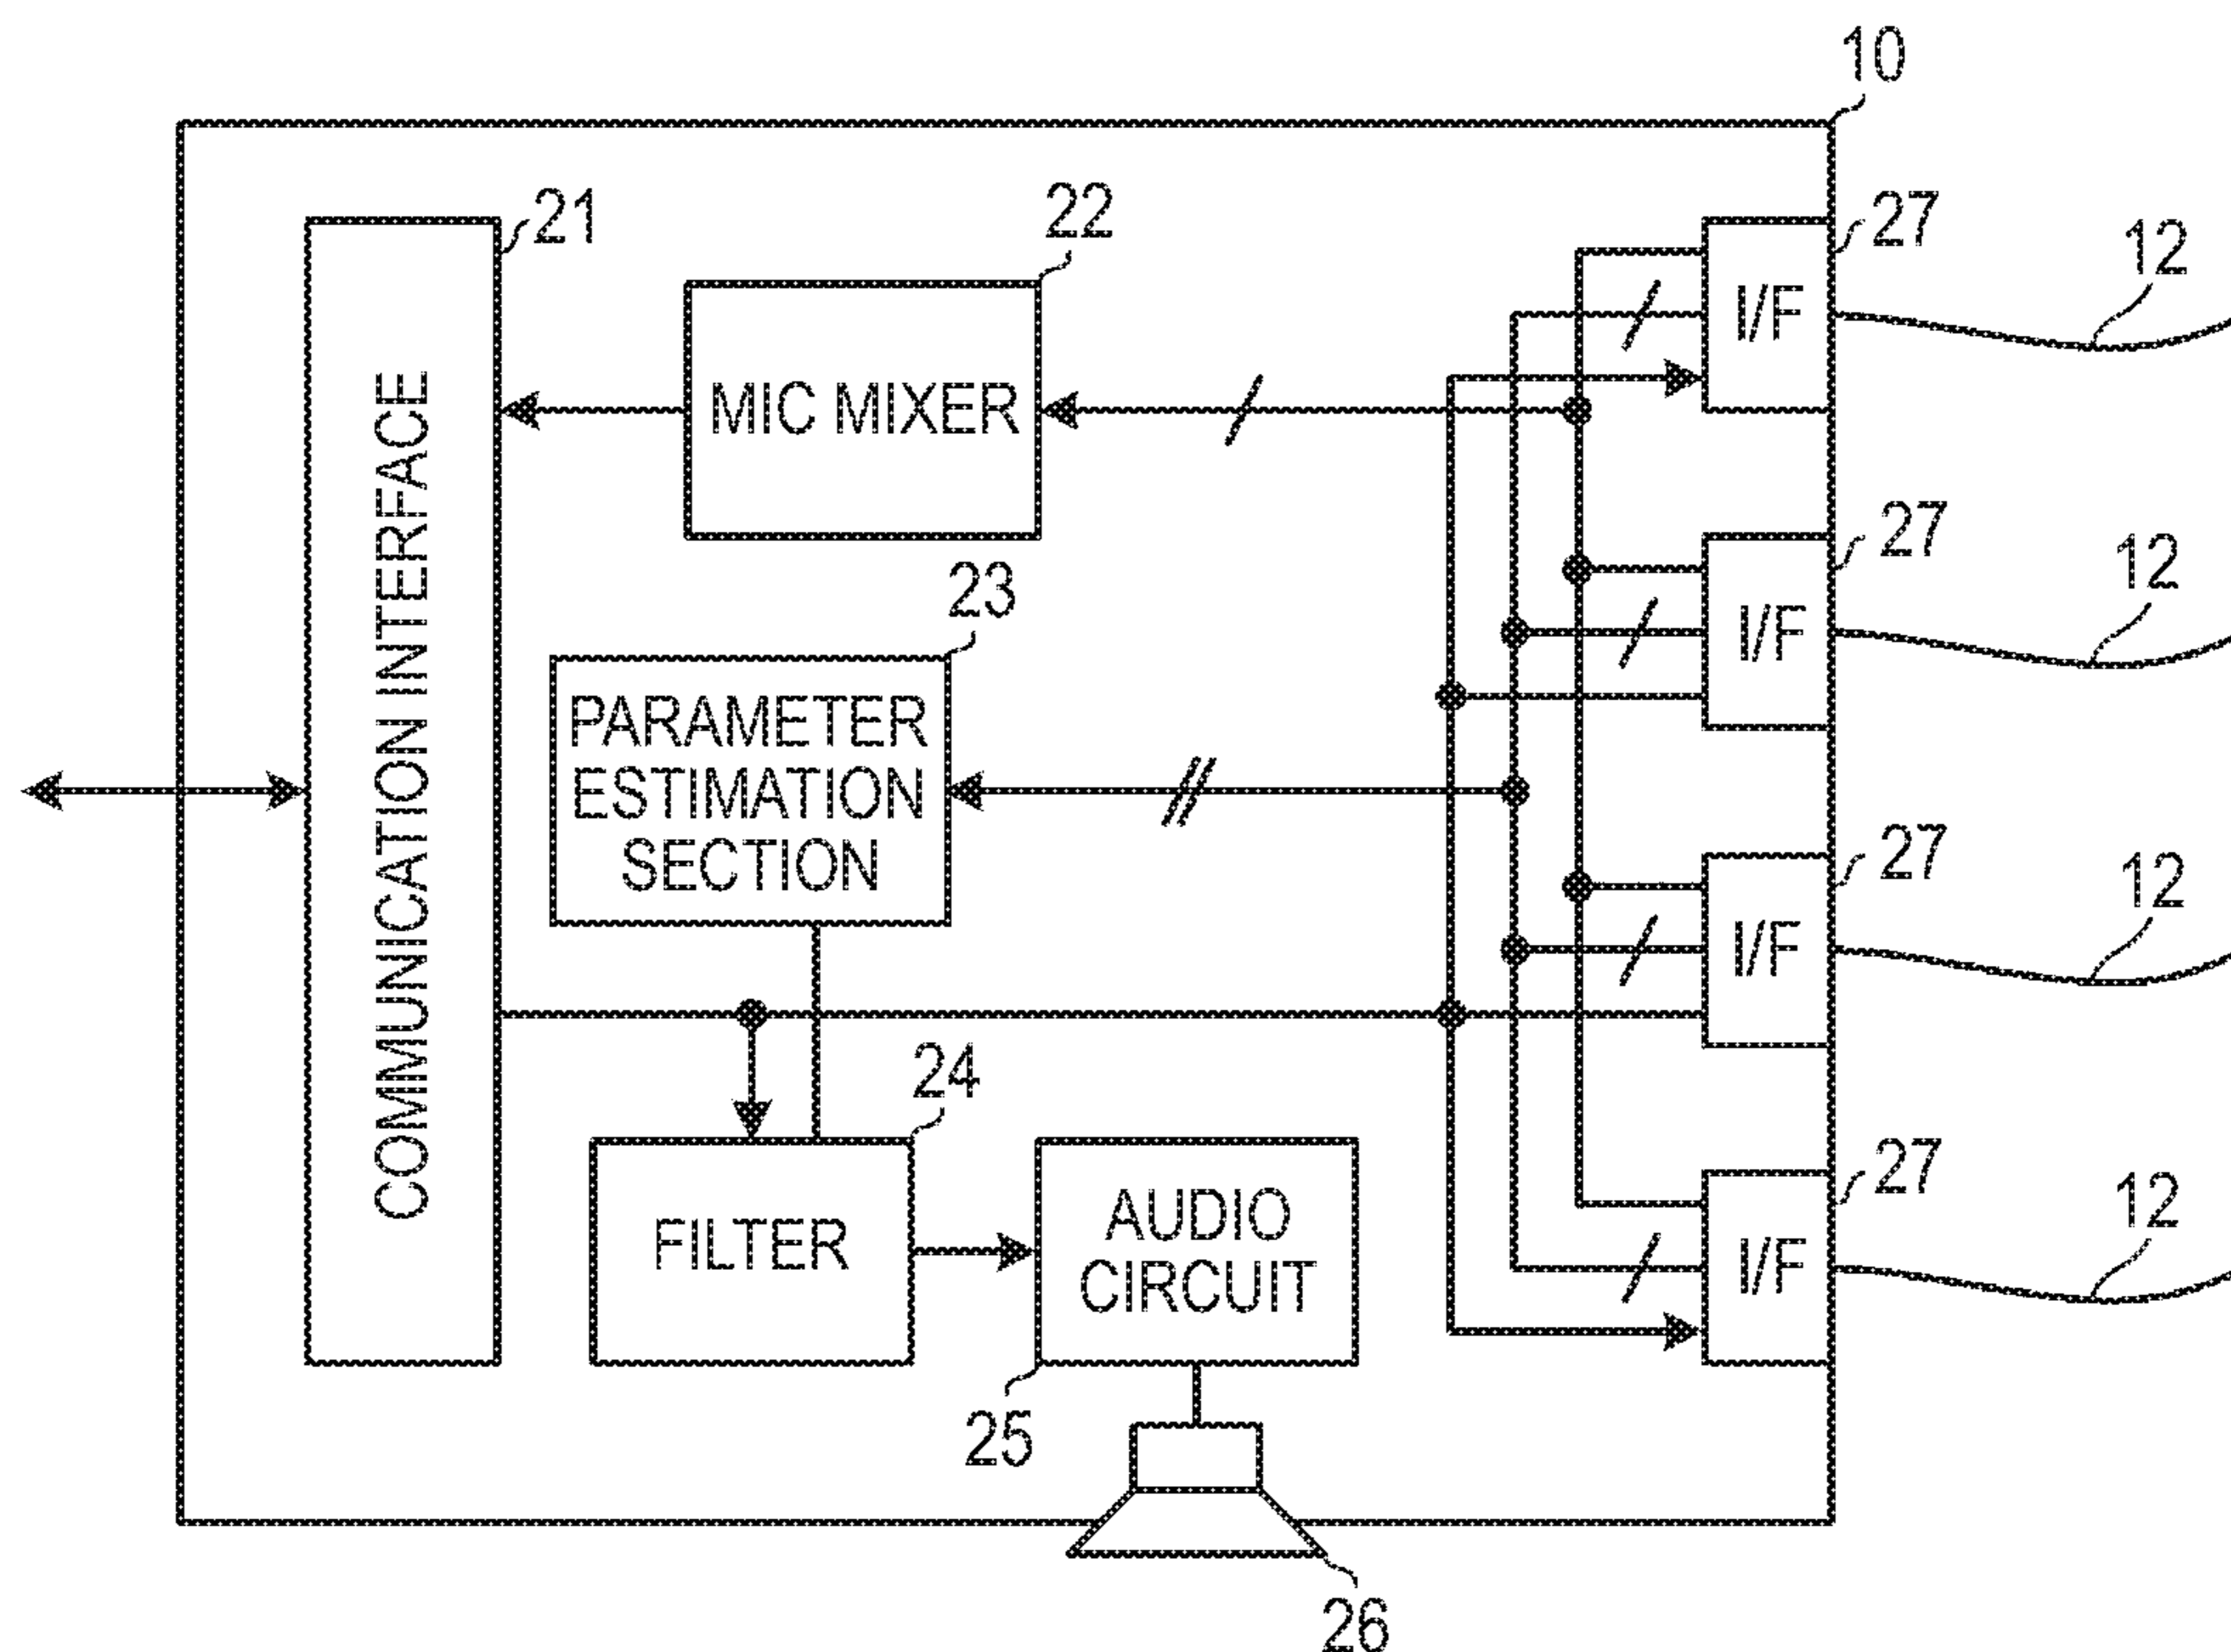 10
21
22
27
12
I/F
COMMUNICATION INTERFACE
MIC MIXER
27
12
I/F
23
PARAMETER
ESTIMATION
SECTION
27
12
I/F
24
FILTER
AUDIO
CIRCUIT
27
12
I/F
25
26